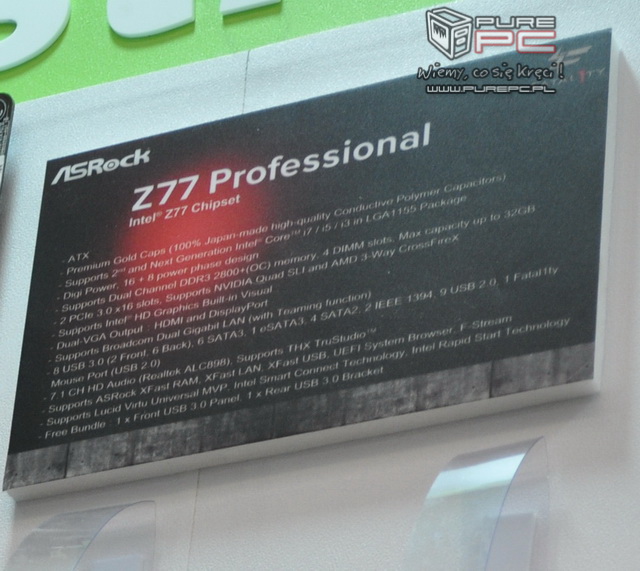 PURE
PC
Wiemy, co się kręci!
www.purepc.pl
ASRock
Z77 Professional
Intel® Z77 Chipset
- ATX
- Premium Gold Caps (100% Japan-made high-quality Conductive Polymer Capacitors)
- Supports 2nd and Next Generation Intel® Core™ i7 / i5 / i3 in LGA1155 Package
- Digi Power, 16 + 8 power phase design
- Supports Dual Channel DDR3 2800+(OC) memory, 4 DIMM slots, Max capacity up to 32GB
- 2 PCIe 3.0 x16 slots, Supports NVIDIA Quad SLI and AMD 3-Way CrossFireX
- Supports Intel® HD Graphics Built-in Visual
- Dual-VGA Output : HDMI and DisplayPort
- Supports Broadcom Dual Gigabit LAN (with Teaming function)
- 8 USB 3.0 (2 Front, 6 Back), 6 SATA3, 1 eSATA3, 4 SATA2, 2 IEEE 1394, 9 USB 2.0, 1 Fatal1ty
Mouse Port (USB 2.0)
- 7.1 CH HD Audio (Realtek ALC898), Supports THX TruStudio™
- Supports ASRock XFast RAM, XFast LAN, XFast USB, UEFI System Browser, F-Stream
- Supports Lucid Virtu Universal MVP, Intel Smart Connect Technology, Intel Rapid Start Technology
- Free Bundle : 1 x Front USB 3.0 Panel, 1 x Rear USB 3.0 Bracket